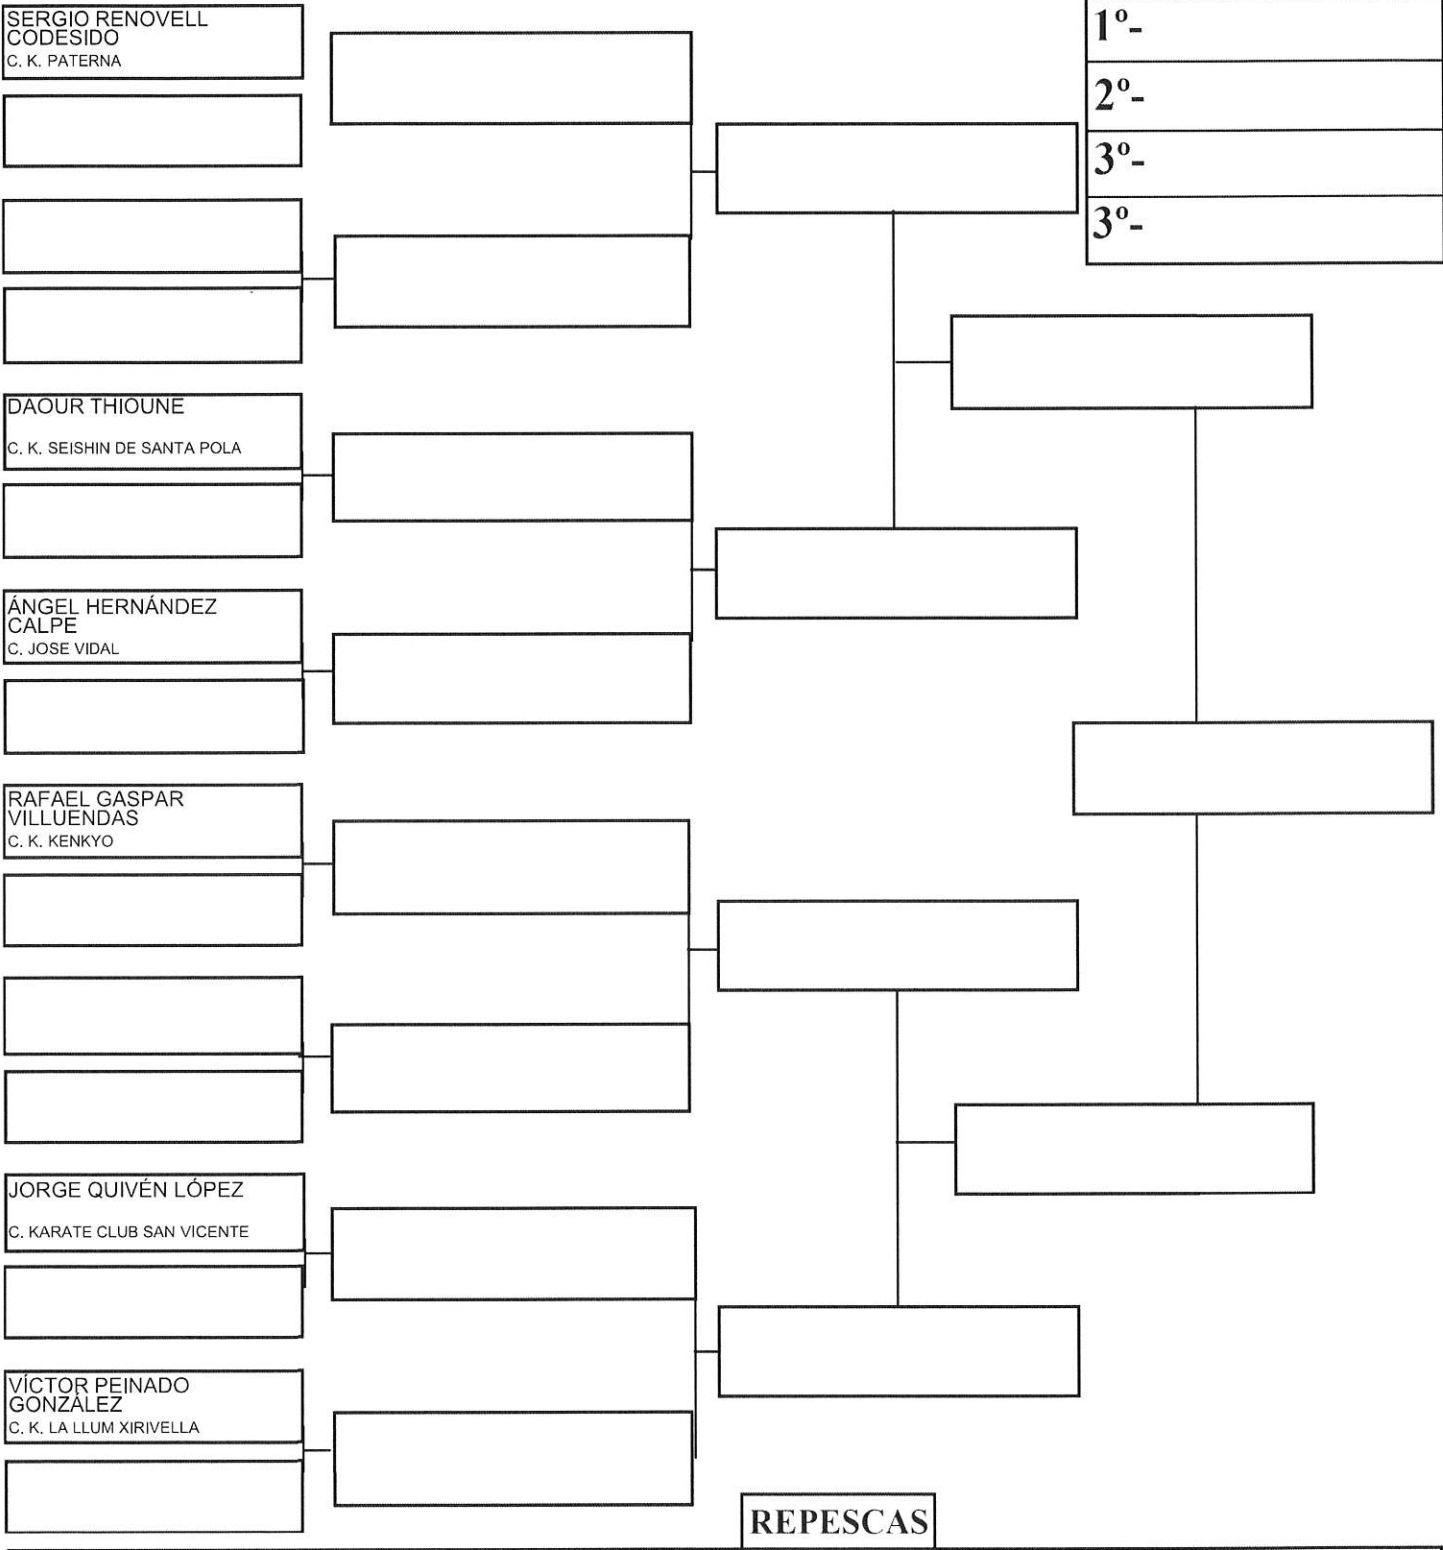 SERGIO RENOVELL
CODESIDO
C. K. PATERNA
1º-
2º-
3º-
3º-
DAOUR THIOUNE
C. K. SEISHIN DE SANTA POLA
ÁNGEL HERNÁNDEZ
CALPE
C. JOSE VIDAL
RAFAEL GASPAR
VILLUENDAS
C. K. KENKYO
JORGE QUIVÉN LÓPEZ
C. KARATE CLUB SAN VICENTE
VÍCTOR PEINADO
GONZÁLEZ
C. K. LA LLUM XIRIVELLA
REPESCAS